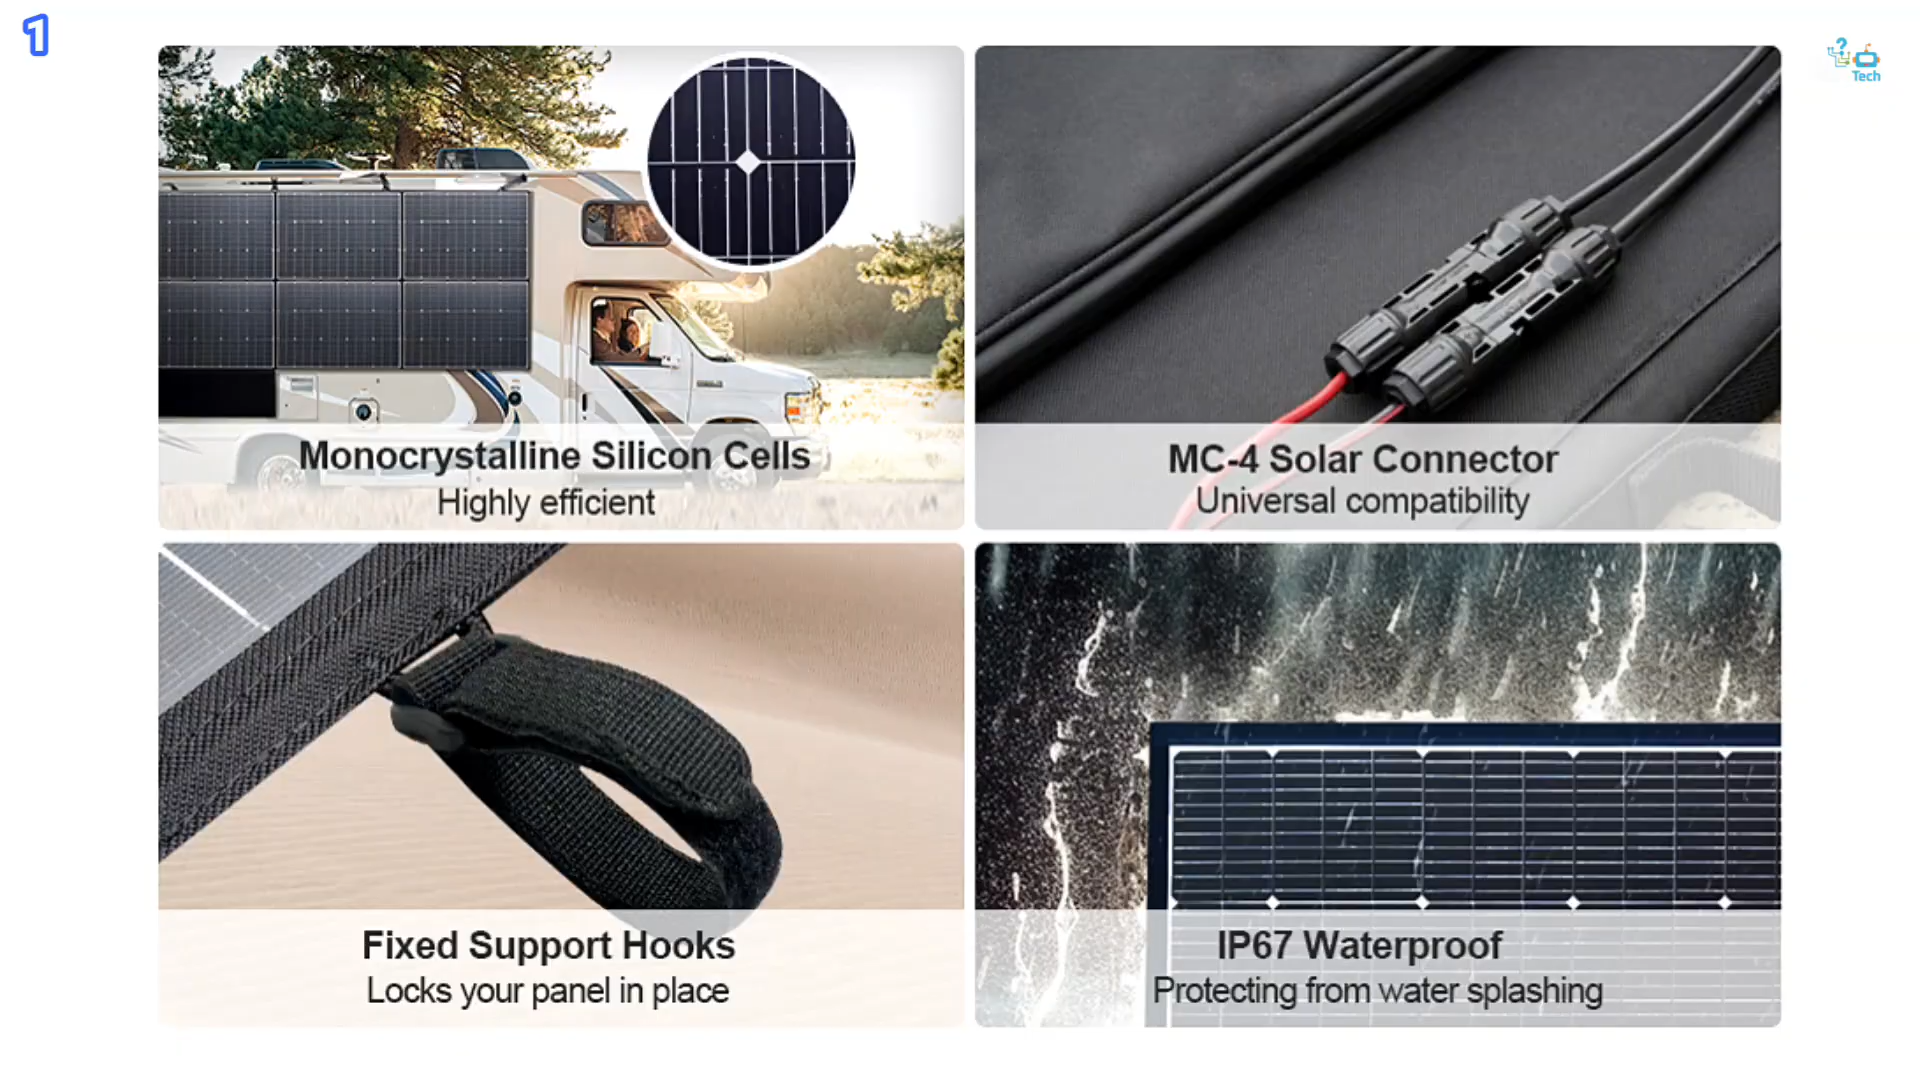 1
? Tech
Monocrystalline Silicon Cells
Highly efficient
MC-4 Solar Connector
Universal compatibility
Fixed Support Hooks
Locks your panel in place
IP67 Waterproof
Protecting from water splashing